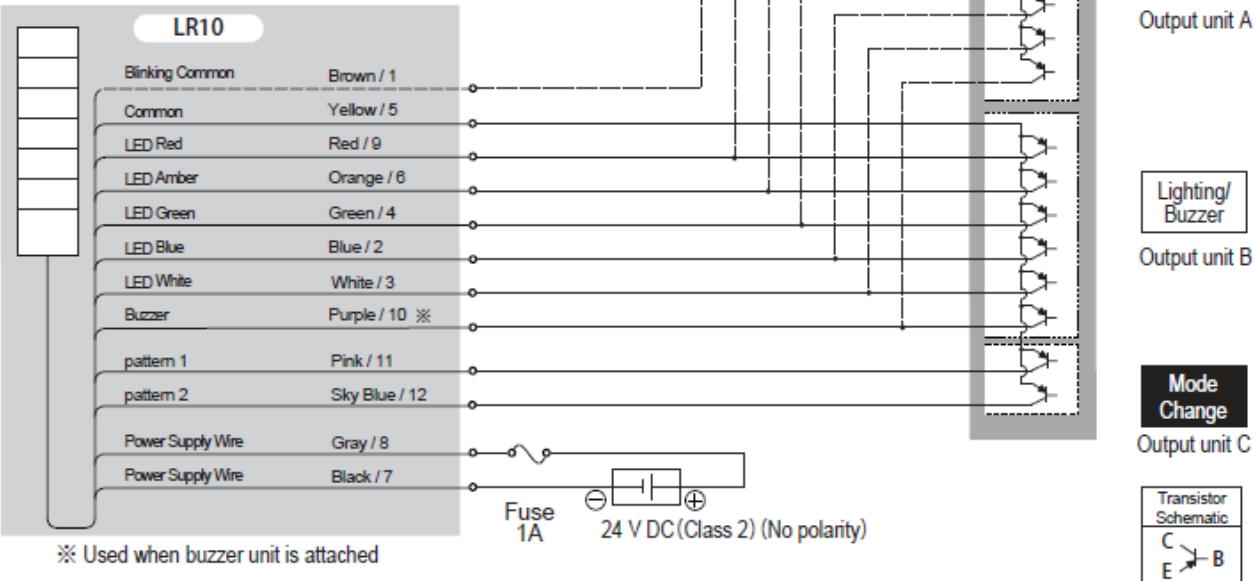 LR10
Output unit A
Blinking Common Brown / 1
Common Yellow / 5
LED Red Red / 9
LED Amber Orange / 6
LED Green Green / 4
LED Blue Blue / 2
LED White White / 3
Buzzer Purple / 10 ※
pattern 1 Pink / 11
pattern 2 Sky Blue / 12
Power Supply Wire Gray / 8
Power Supply Wire Black / 7
Fuse
1A
⊖ ⊕
24 V DC (Class 2) (No polarity)
※ Used when buzzer unit is attached
Lighting/
Buzzer
Output unit B
Mode
Change
Output unit C
Transistor
Schematic
C
B
E